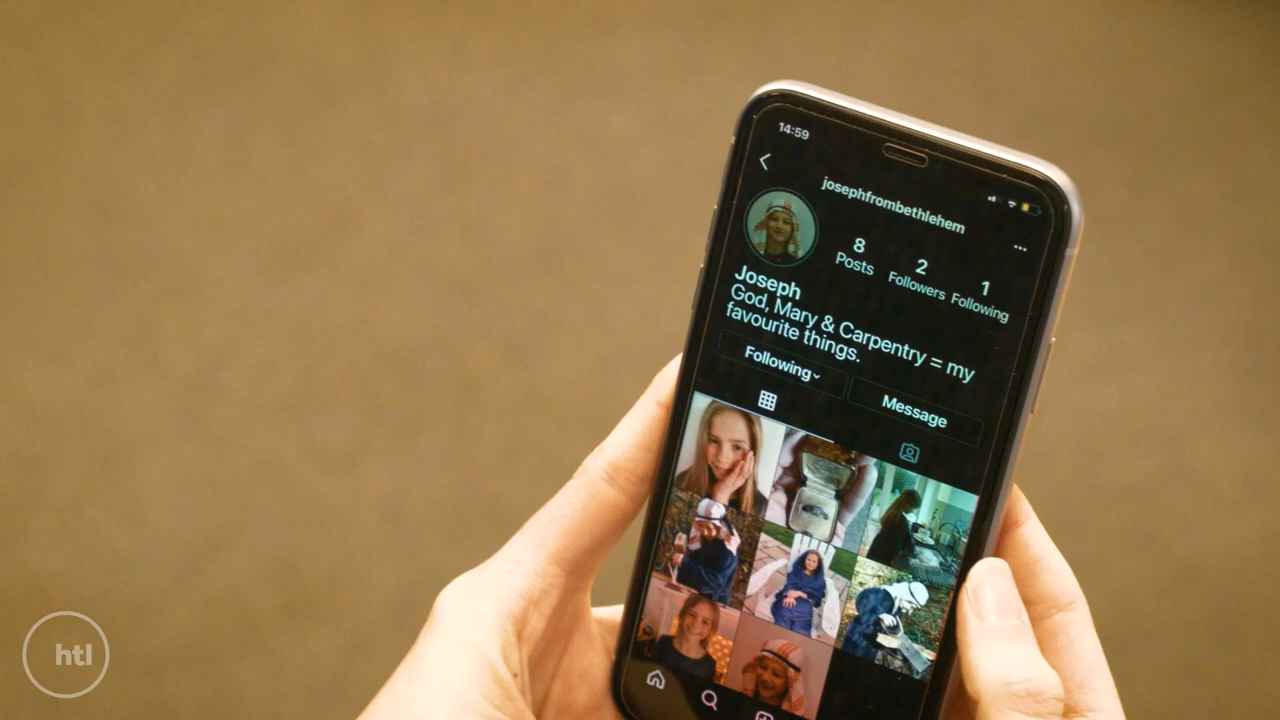 14:59
josephfrombethlehem
8 2 1
Posts Followers Following
Joseph
God, Mary & Carpentry = my
favourite things.
Following Message
htl